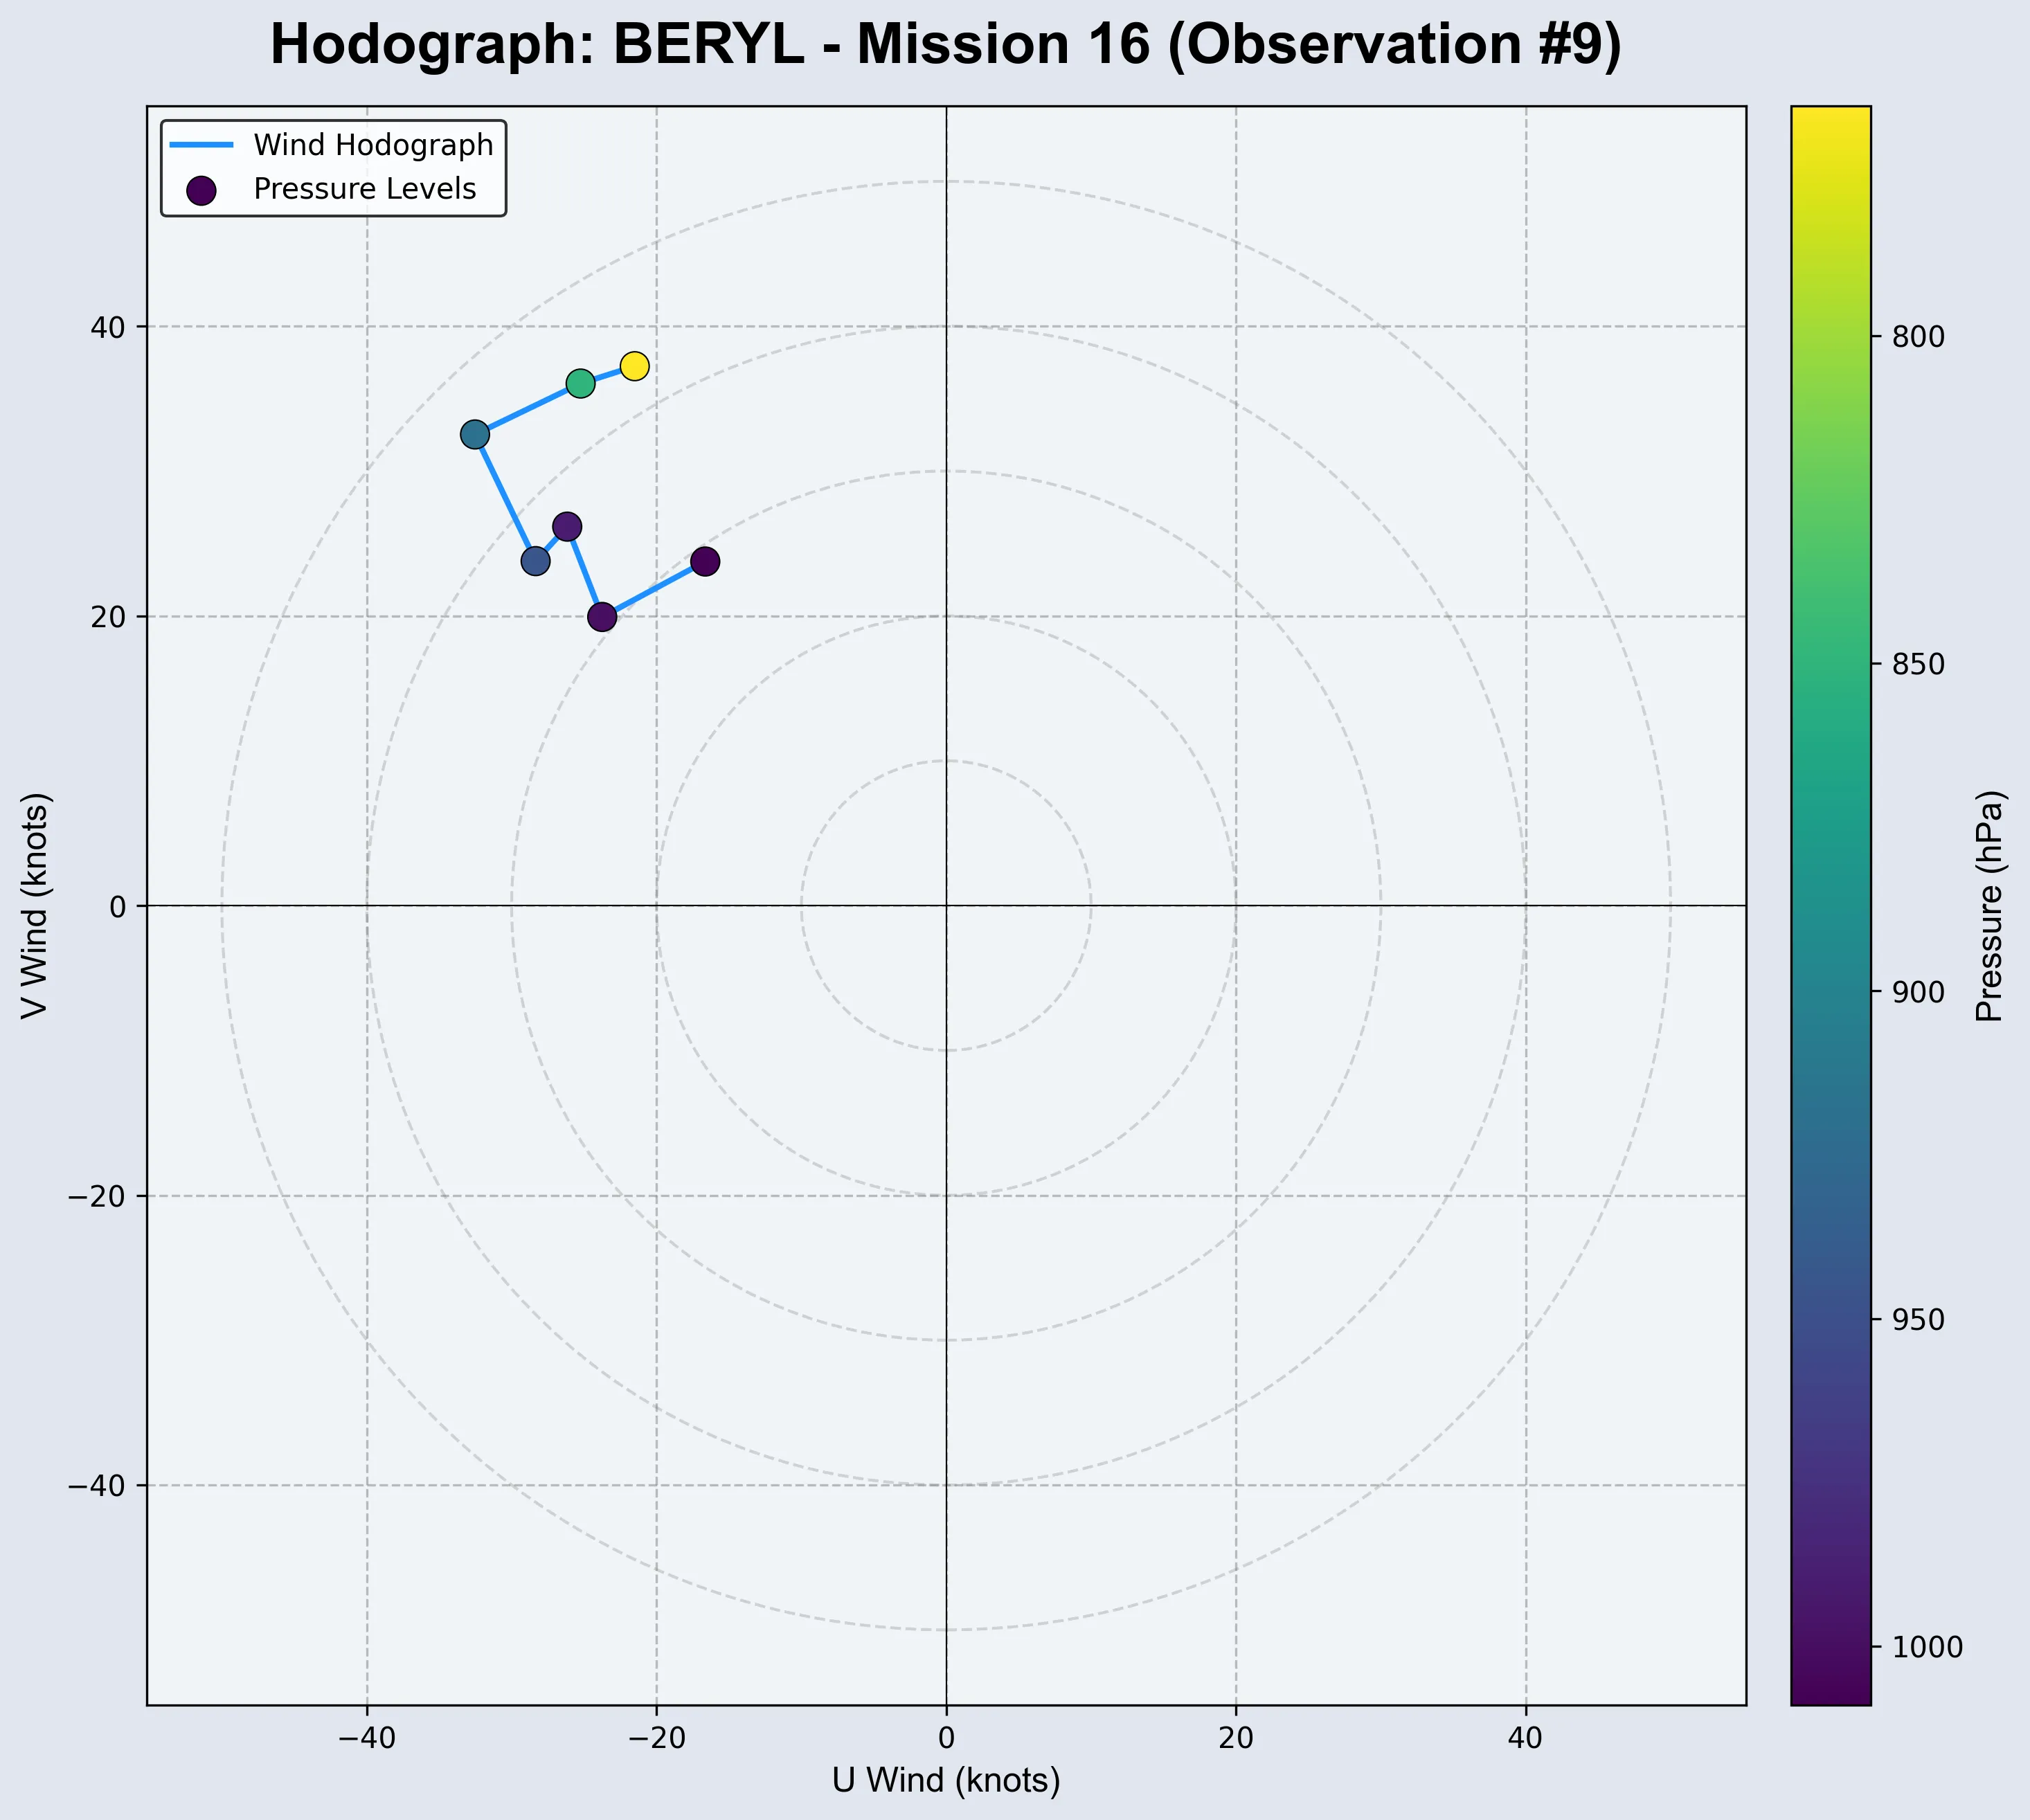 Hodograph: BERYL - Mission 16 (Observation #9)
Wind Hodograph
Pressure Levels
40
20
0
−20
−40
V Wind (knots)
−40
−20
0
20
40
U Wind (knots)
800
850
900
950
1000
Pressure (hPa)